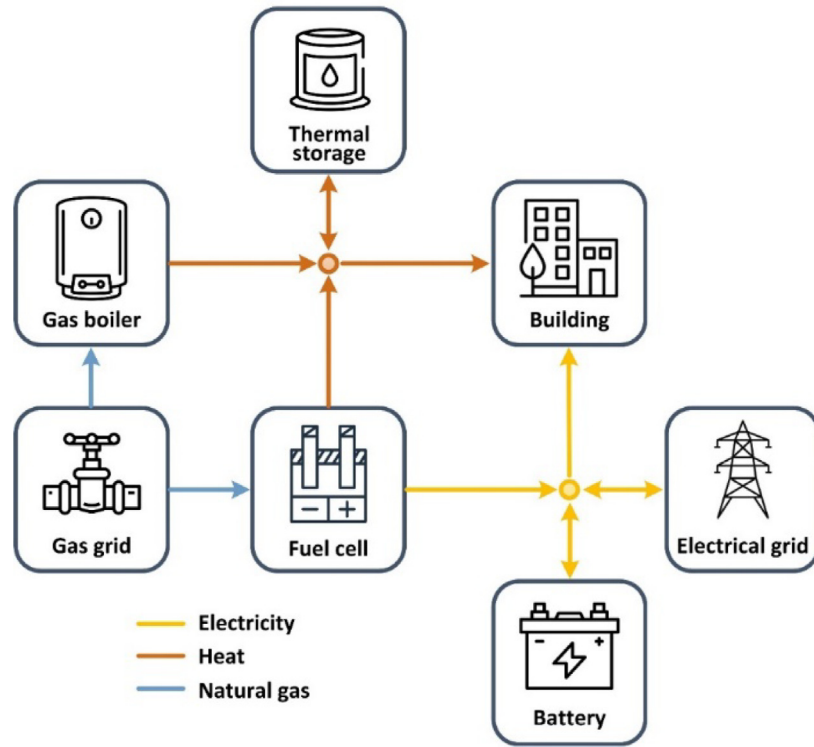 Thermal
storage
Gas boiler
Building
Gas grid
Fuel cell
Electrical grid
Electricity
Heat
Natural gas
Battery